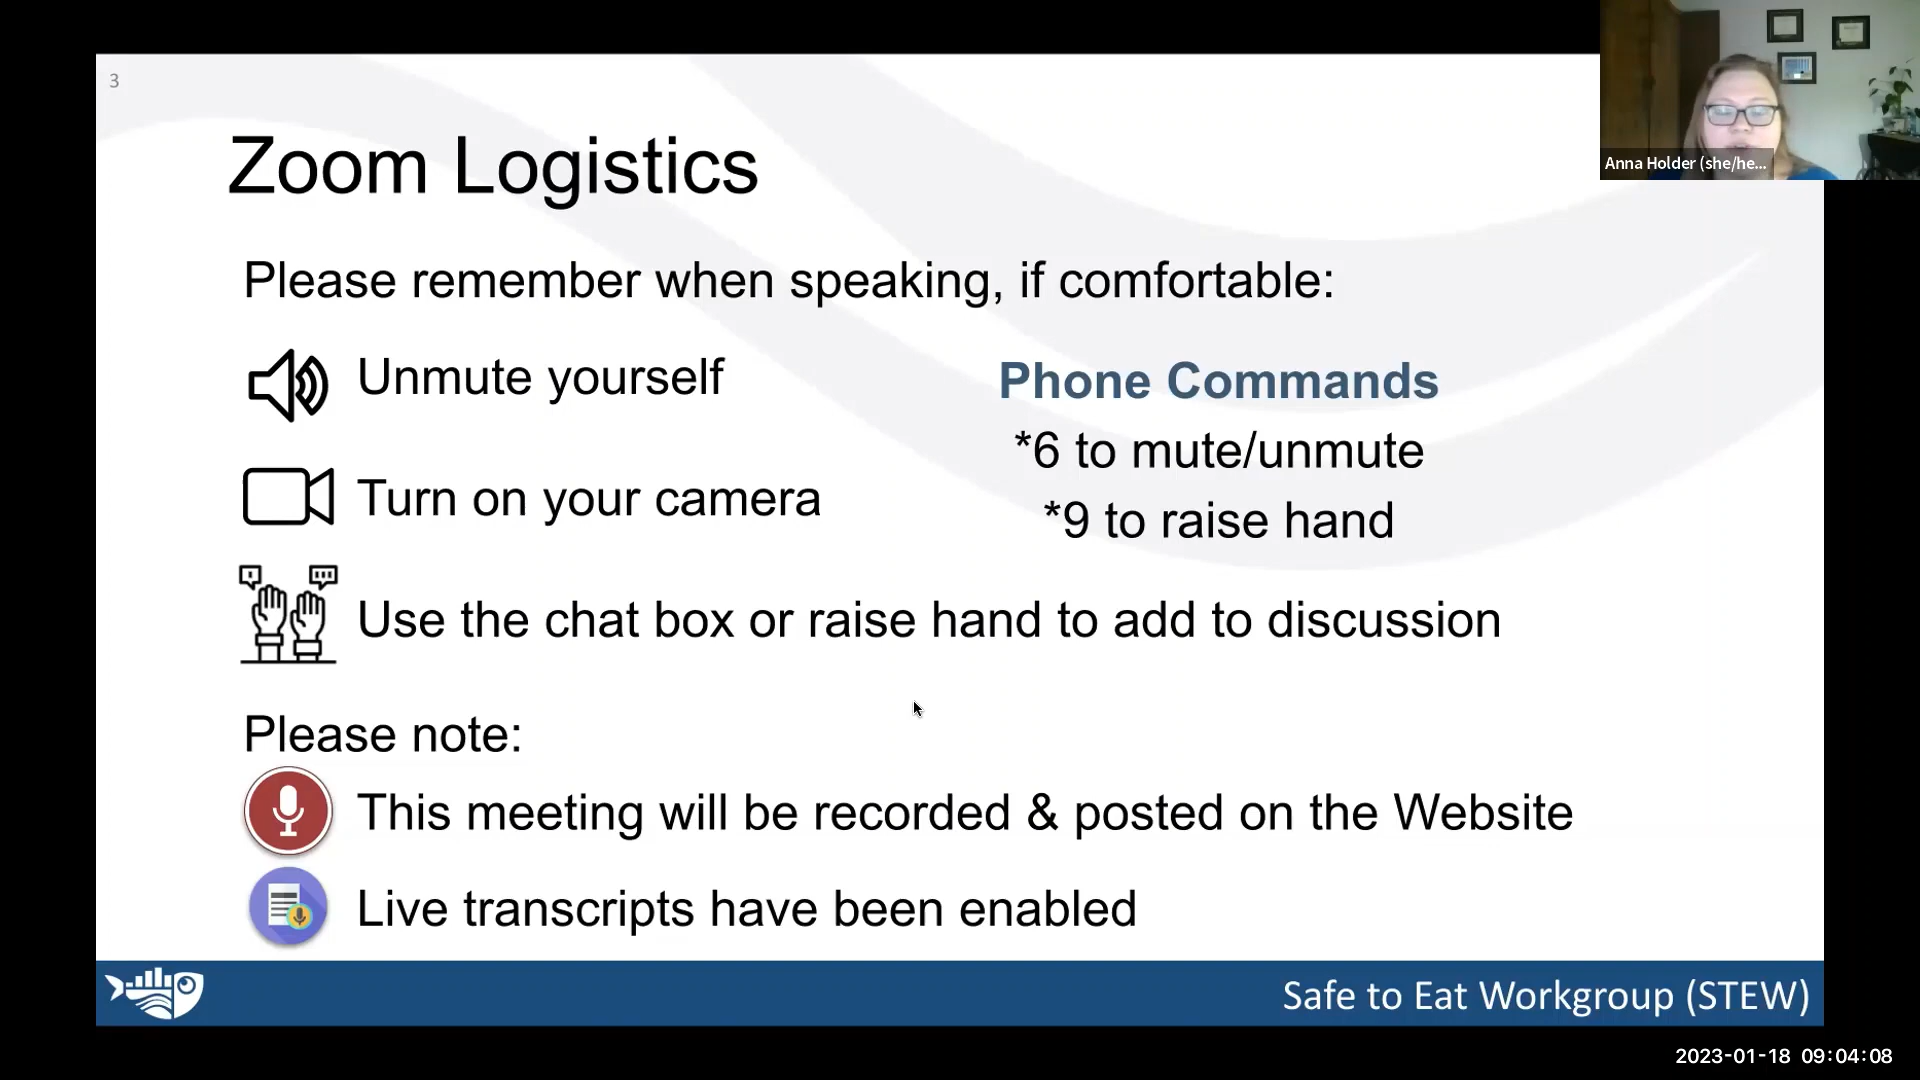 3
Anna Holder (she/he...
Zoom Logistics
Please remember when speaking, if comfortable:
Unmute yourself
Turn on your camera
Use the chat box or raise hand to add to discussion
Phone Commands
*6 to mute/unmute
*9 to raise hand
Please note:
This meeting will be recorded & posted on the Website
Live transcripts have been enabled
Safe to Eat Workgroup (STEW)
2023-01-18 09:04:08